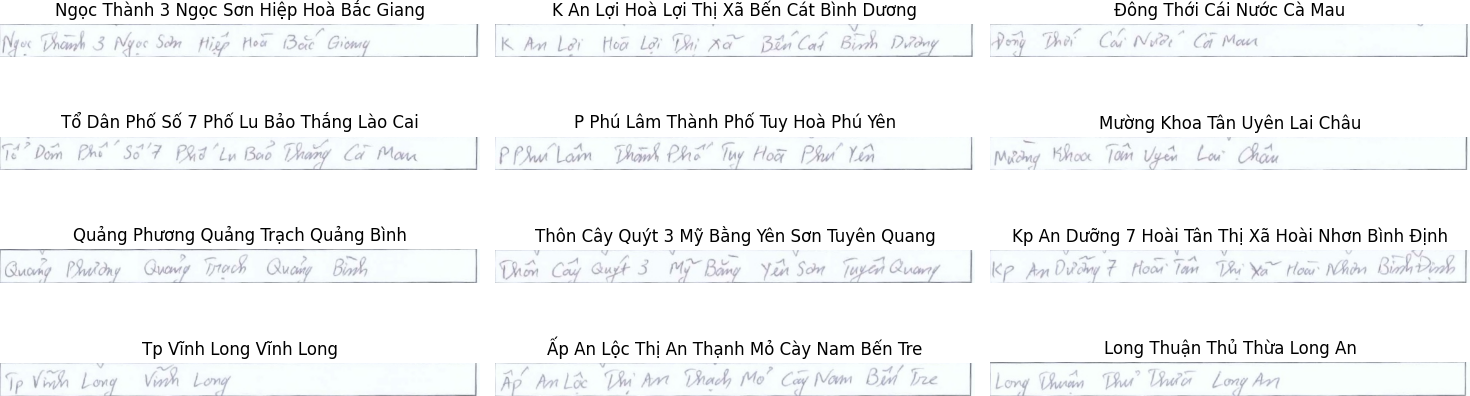 Ngọc Thành 3 Ngọc Sơn Hiệp Hoà Bắc Giang
K An Lợi Hoà Lợi Thị Xã Bến Cát Bình Dương
Đông Thới Cái Nước Cà Mau
Ngọc Thành 3 Ngọc Sơn Hiệp Hoà Bắc Giang
K An Lợi Hoà Lợi Thị Xã Bến Cát Bình Dương
Đông Thới Cái Nước Cà Mau
Tổ Dân Phố Số 7 Phố Lu Bảo Thắng Lào Cai
P Phú Lâm Thành Phố Tuy Hoà Phú Yên
Mường Khoa Tân Uyên Lai Châu
Tổ Dân Phố Số 7 Phố Lu Bảo Thắng Cà Mau
P Phú Lâm Thành Phố Tuy Hoà Phú Yên
Mường Khoa Tân Uyên Lai Châu
Quảng Phương Quảng Trạch Quảng Bình
Thôn Cây Quýt 3 Mỹ Bằng Yên Sơn Tuyên Quang
Kp An Dưỡng 7 Hoài Tân Thị Xã Hoài Nhơn Bình Định
Quảng Phương Quảng Trạch Quảng Bình
Thôn Cây Quýt 3 Mỹ Bằng Yên Sơn Tuyên Quang
Kp An Dưỡng 7 Hoài Tân Thị Xã Hoài Nhơn Bình Định
Tp Vĩnh Long Vĩnh Long
Ấp An Lộc Thị An Thạnh Mỏ Cày Nam Bến Tre
Long Thuận Thủ Thừa Long An
Tp Vĩnh Long Vĩnh Long
Ấp An Lộc Thị An Thạch Mỏ Cày Nam Bến Tre
Long Thuận Thủ Thừa Long An